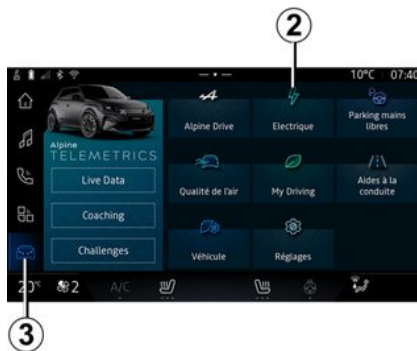 2
10°C 07:40
Alpine
TELEMETRICS
Live Data
Coaching
Challenges
Alpine Drive
Electrique
Parking mains
libres
Qualité de l'air
My Driving
Aides à la
conduite
Véhicule
Réglages
20°C
2
A/C
3